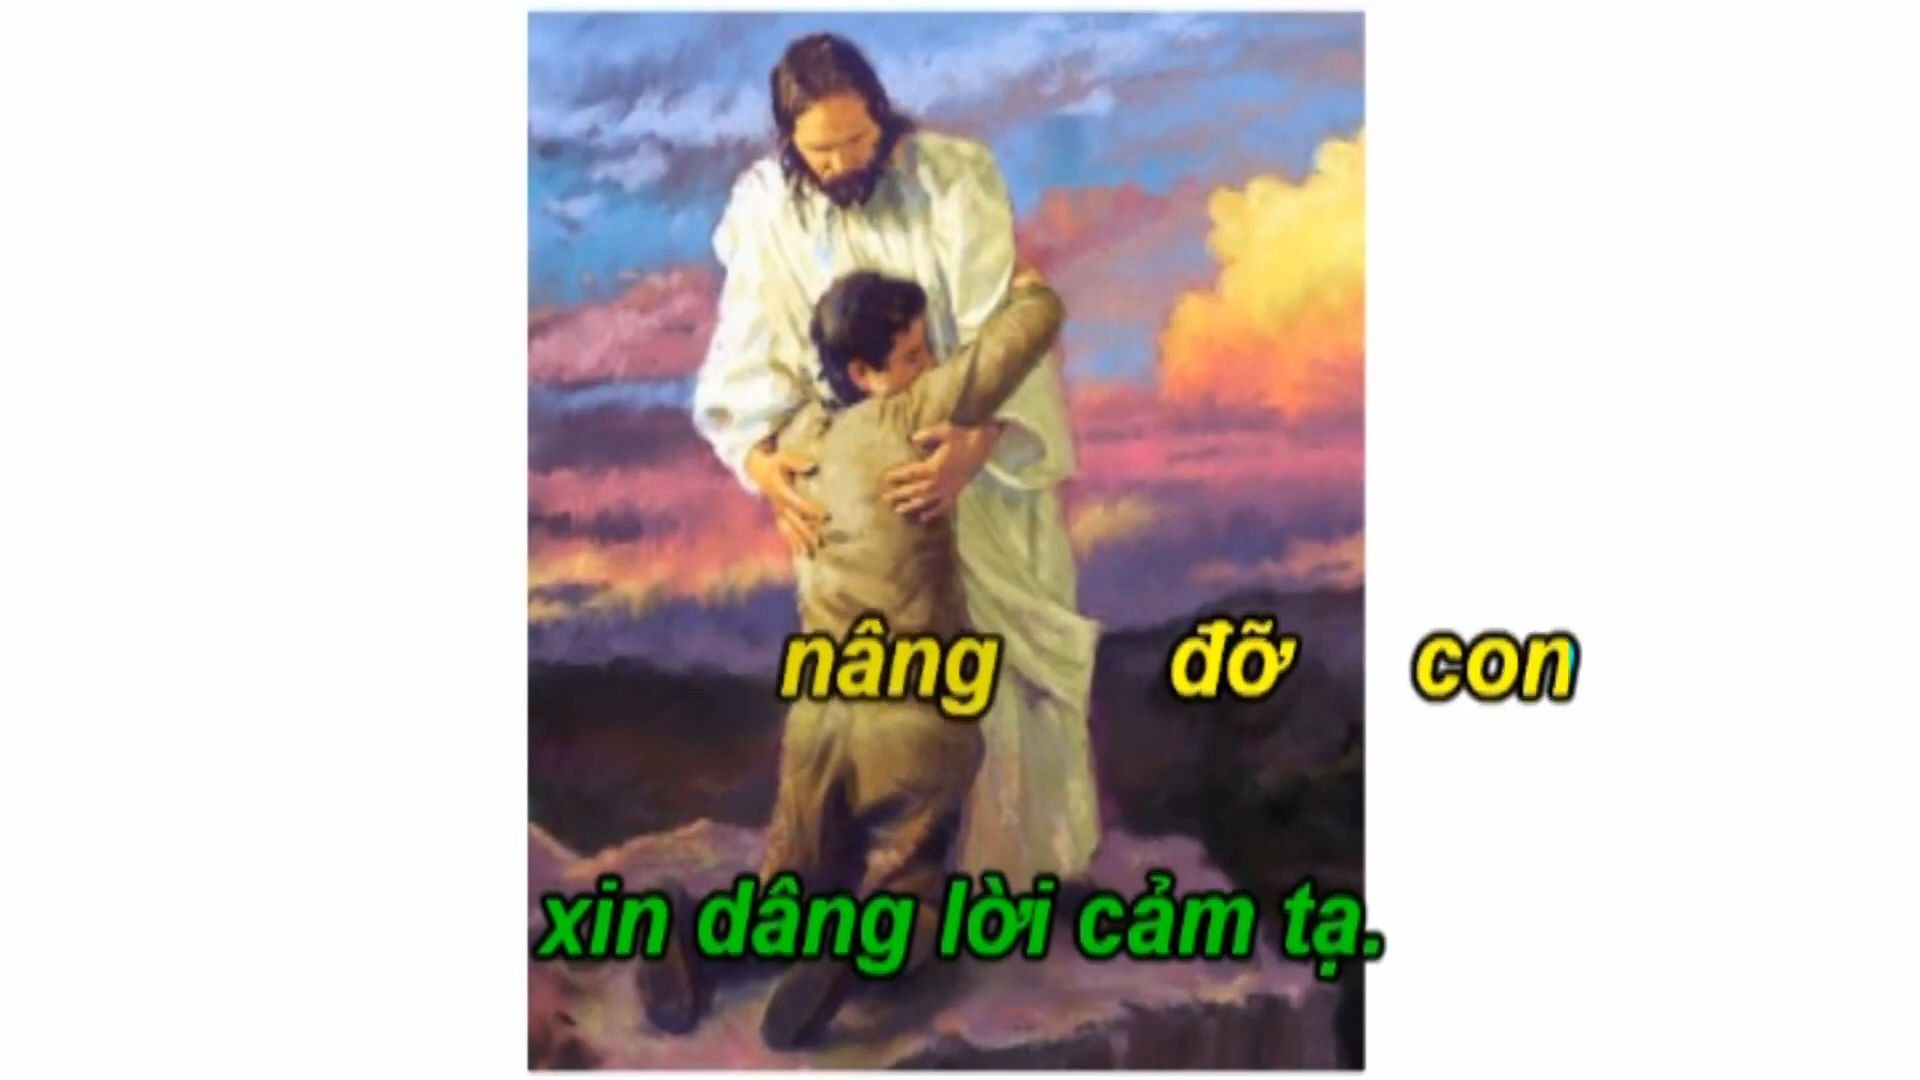 nâng đỡ con
xin dâng lời cảm tạ.